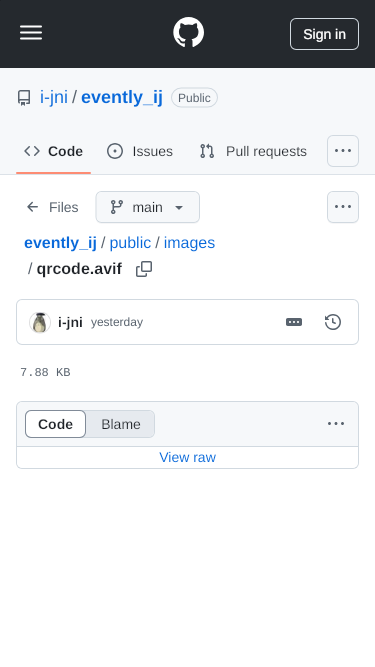 Sign in
i-jni / evently_ij Public
Code Issues Pull requests
Files main
evently_ij / public / images
/ qrcode.avif
i-jni yesterday
7.88 KB
Code Blame
View raw